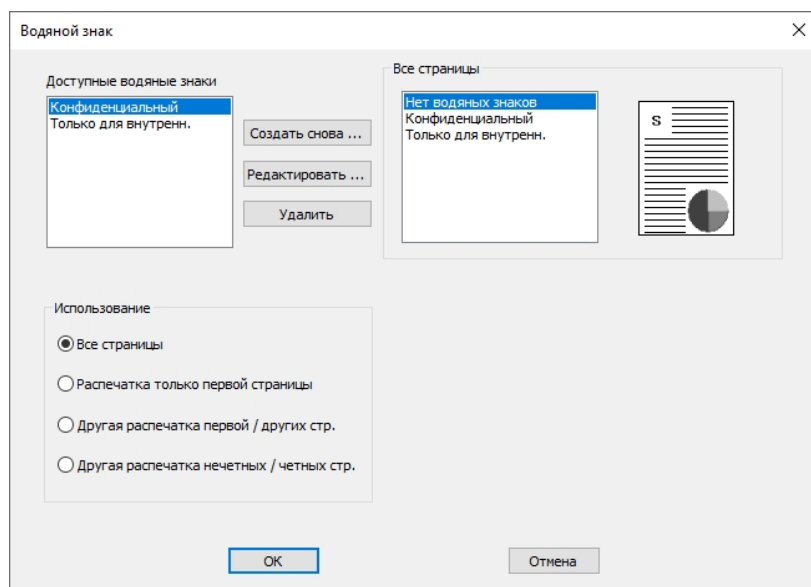 Водяной знак
Доступные водяные знаки
Конфиденциальный
Только для внутренн.
Создать снова ...
Редактировать ...
Удалить
Все страницы
Нет водяных знаков
Конфиденциальный
Только для внутренн.
S
Использование
Все страницы
Распечатка только первой страницы
Другая распечатка первой / других стр.
Другая распечатка нечетных / четных стр.
ОК
Отмена